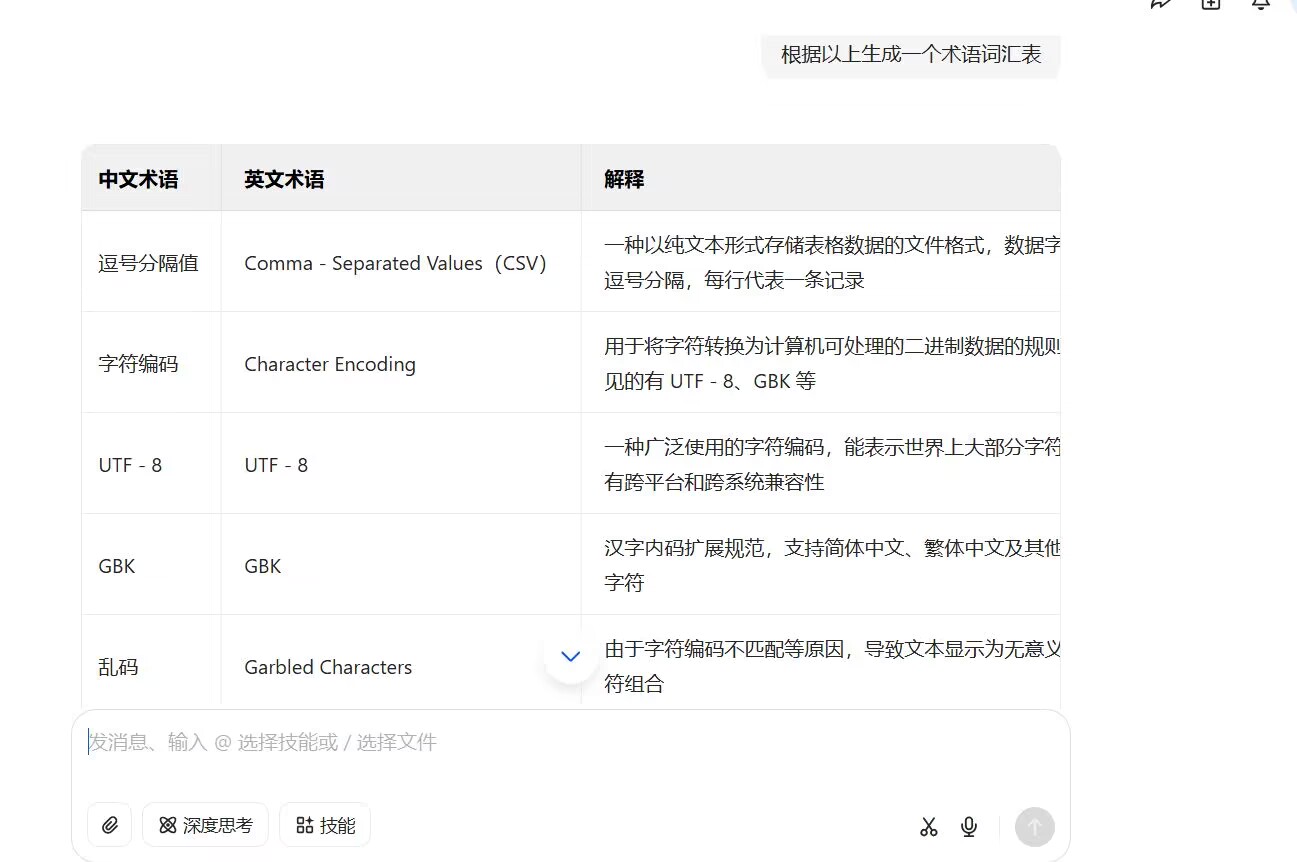 根据以上生成一个术语词汇表
中文术语 英文术语 解释
逗号分隔值 Comma - Separated Values（CSV） 一种以纯文本形式存储表格数据的文件格式，数据字
逗号分隔，每行代表一条记录
字符编码 Character Encoding 用于将字符转换为计算机可处理的二进制数据的规则
见的有 UTF - 8、GBK 等
UTF - 8 UTF - 8 一种广泛使用的字符编码，能表示世界上大部分字符
有跨平台和跨系统兼容性
GBK GBK 汉字内码扩展规范，支持简体中文、繁体中文及其他
字符
乱码 Garbled Characters 由于字符编码不匹配等原因，导致文本显示为无意义
符组合
发消息、输入 @ 选择技能或 / 选择文件
深度思考 技能